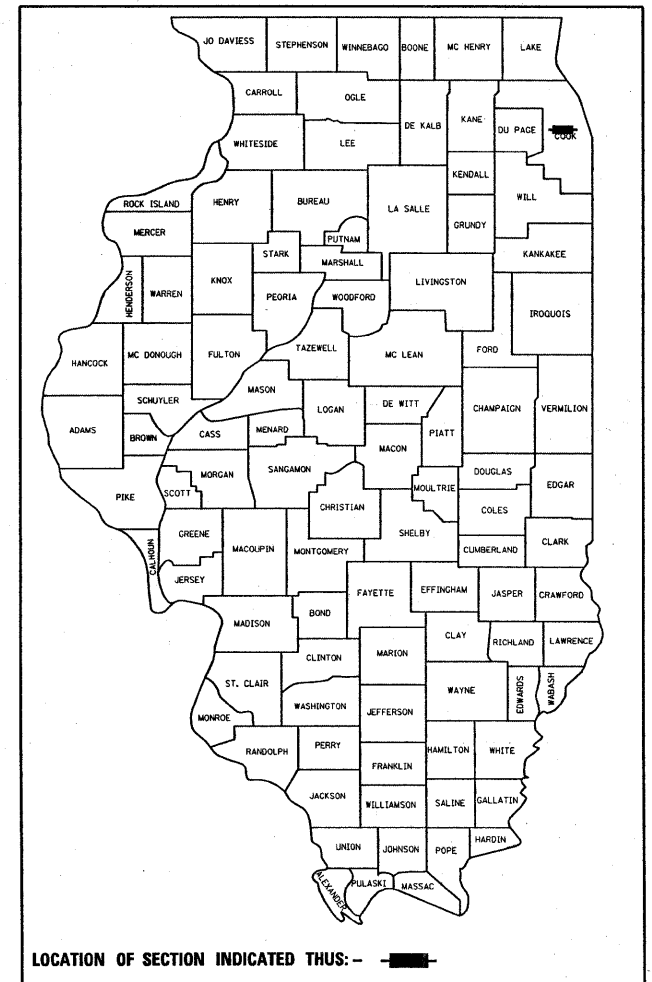 JO DAVIESS STEPHENSON WINNEBAGO BOONE MC HENRY LAKE
CARROLL OGLE DE KALB KANE DU PAGE COOK
WHITESIDE LEE KENDALL WILL
ROCK ISLAND HENRY BUREAU LA SALLE GRUNDY
MERCER PUTNAM KANKAKEE
STARK MARSHALL
HENDERSON WARREN KNOX PEORIA WOODFORD LIVINGSTON IROQUOIS
HANCOCK MC DONOUGH FULTON TAZEWELL MC LEAN FORD
MASON
SCHUYLER LOGAN DE WITT CHAMPAIGN VERMILION
ADAMS BROWN CASS MENARD PIATT
MACON
MORGAN SANGAMON DOUGLAS EDGAR
PIKE SCOTT MOULTRIE
CHRISTIAN COLES
GREENE MACOUPIN MONTGOMERY SHELBY CLARK
CALHOUN CUMBERLAND
JERSEY FAYETTE EFFINGHAM JASPER CRAWFORD
MADISON BOND
CLAY RICHLAND LAWRENCE
CLINTON MARION
ST. CLAIR WAYNE EDWARDS WABASH
WASHINGTON JEFFERSON
MONROE
RANDOLPH PERRY HAMILTON WHITE
FRANKLIN
JACKSON WILLIAMSON SALINE GALLATIN
UNION JOHNSON POPE HARDIN
ALEXANDER PULASKI MASSAC
LOCATION OF SECTION INDICATED THUS: –